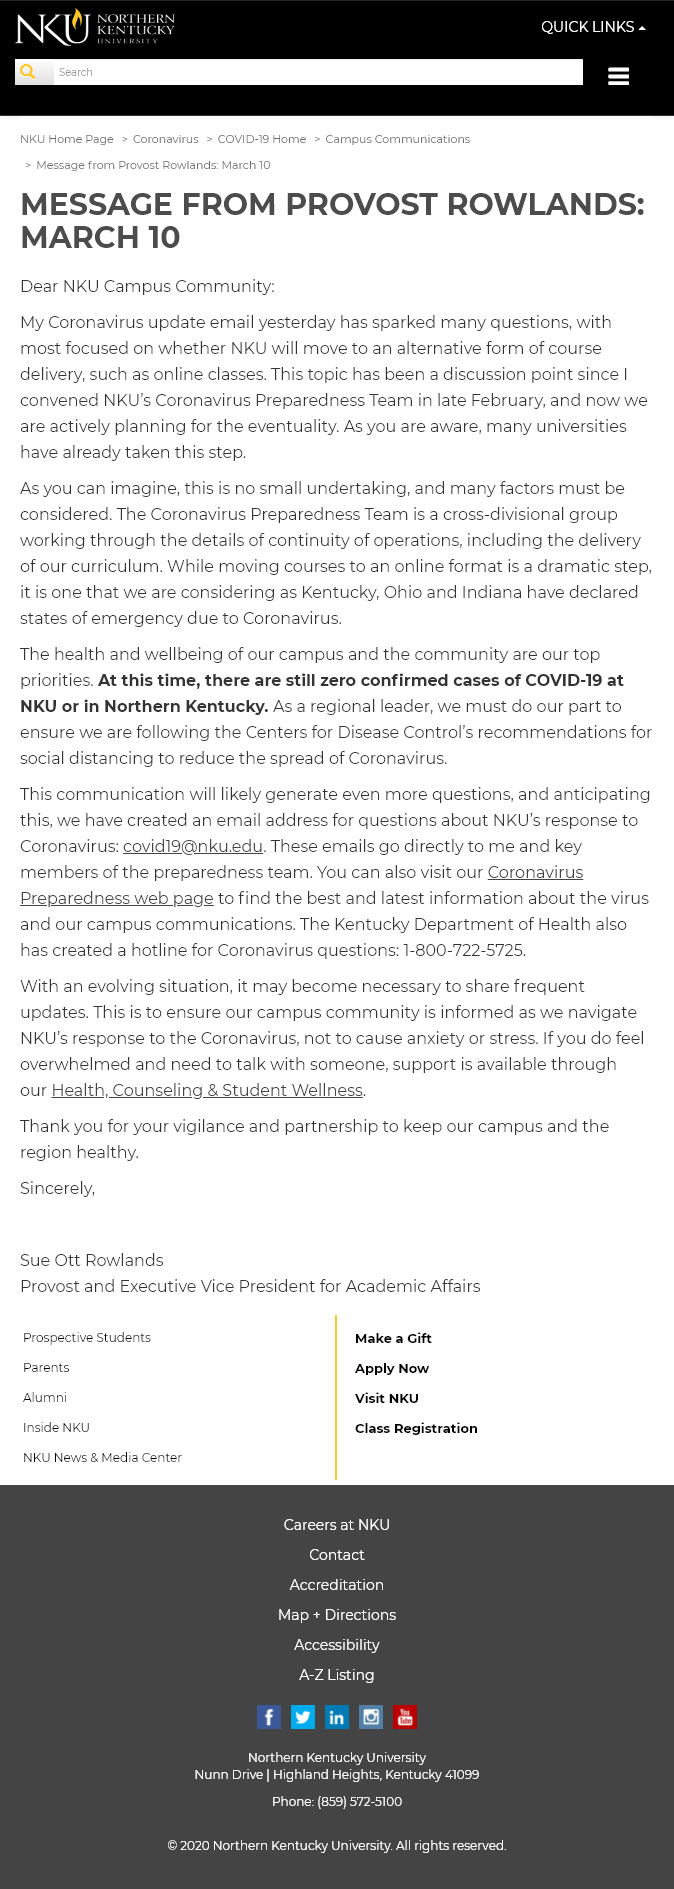 NKU NORTHERN
KENTUCKY
UNIVERSITY
QUICK LINKS
Search
NKU Home Page > Coronavirus > COVID-19 Home > Campus Communications
> Message from Provost Rowlands: March 10
MESSAGE FROM PROVOST ROWLANDS:
MARCH 10
Dear NKU Campus Community:
My Coronavirus update email yesterday has sparked many questions, with
most focused on whether NKU will move to an alternative form of course
delivery, such as online classes. This topic has been a discussion point since I
convened NKU’s Coronavirus Preparedness Team in late February, and now we
are actively planning for the eventuality. As you are aware, many universities
have already taken this step.
As you can imagine, this is no small undertaking, and many factors must be
considered. The Coronavirus Preparedness Team is a cross-divisional group
working through the details of continuity of operations, including the delivery
of our curriculum. While moving courses to an online format is a dramatic step,
it is one that we are considering as Kentucky, Ohio and Indiana have declared
states of emergency due to Coronavirus.
The health and wellbeing of our campus and the community are our top
priorities. At this time, there are still zero confirmed cases of COVID-19 at
NKU or in Northern Kentucky. As a regional leader, we must do our part to
ensure we are following the Centers for Disease Control’s recommendations for
social distancing to reduce the spread of Coronavirus.
This communication will likely generate even more questions, and anticipating
this, we have created an email address for questions about NKU’s response to
Coronavirus: covid19@nku.edu. These emails go directly to me and key
members of the preparedness team. You can also visit our Coronavirus
Preparedness web page to find the best and latest information about the virus
and our campus communications. The Kentucky Department of Health also
has created a hotline for Coronavirus questions: 1-800-722-5725.
With an evolving situation, it may become necessary to share frequent
updates. This is to ensure our campus community is informed as we navigate
NKU’s response to the Coronavirus, not to cause anxiety or stress. If you do feel
overwhelmed and need to talk with someone, support is available through
our Health, Counseling & Student Wellness.
Thank you for your vigilance and partnership to keep our campus and the
region healthy.
Sincerely,
Sue Ott Rowlands
Provost and Executive Vice President for Academic Affairs
Prospective Students
Parents
Alumni
Inside NKU
NKU News & Media Center
Make a Gift
Apply Now
Visit NKU
Class Registration
Careers at NKU
Contact
Accreditation
Map + Directions
Accessibility
A-Z Listing
You Tube
Northern Kentucky University
Nunn Drive | Highland Heights, Kentucky 41099
Phone: (859) 572-5100
© 2020 Northern Kentucky University. All rights reserved.